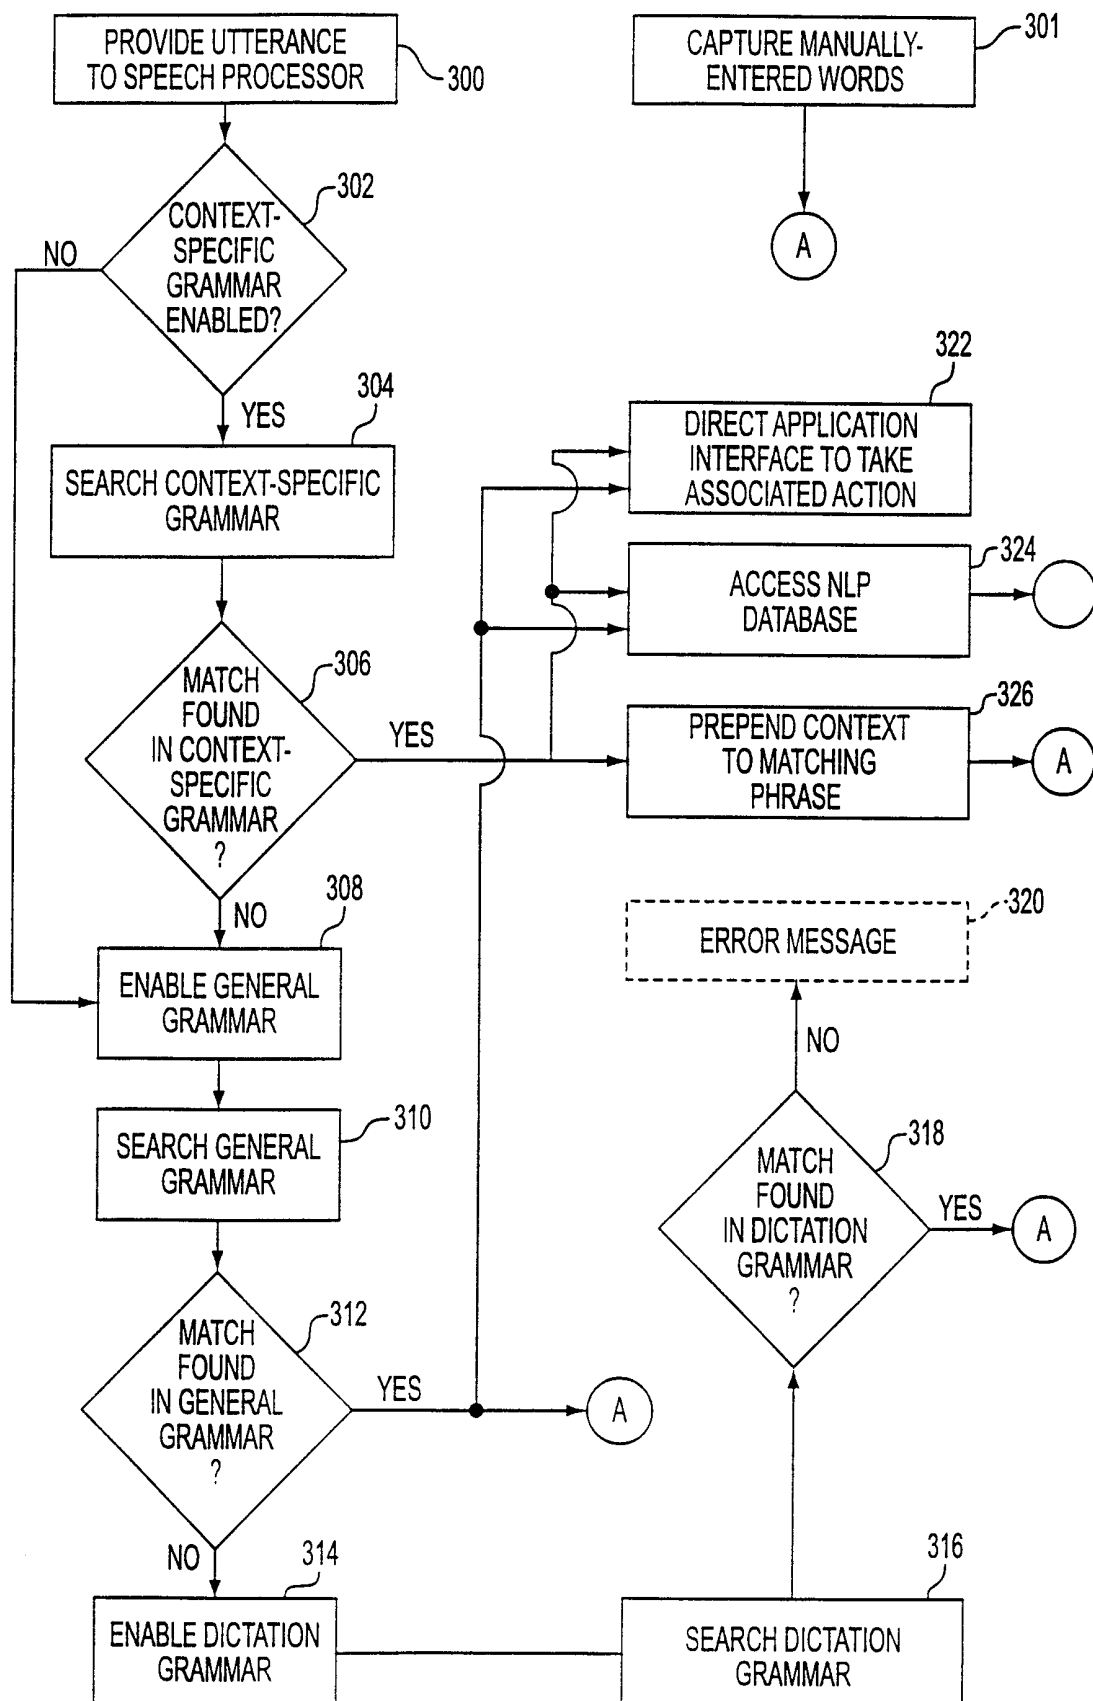 PROVIDE UTTERANCE
TO SPEECH PROCESSOR
300
CAPTURE MANUALLY-
ENTERED WORDS
301
A
302
CONTEXT-
SPECIFIC
GRAMMAR
ENABLED?
NO
YES
304
SEARCH CONTEXT-SPECIFIC
GRAMMAR
322
DIRECT APPLICATION
INTERFACE TO TAKE
ASSOCIATED ACTION
324
ACCESS NLP
DATABASE
306
MATCH
FOUND
IN CONTEXT-
SPECIFIC
GRAMMAR
?
YES
326
PREPEND CONTEXT
TO MATCHING
PHRASE
A
NO
308
ENABLE GENERAL
GRAMMAR
320
ERROR MESSAGE
NO
310
SEARCH GENERAL
GRAMMAR
318
MATCH
FOUND
IN DICTATION
GRAMMAR
?
YES
A
312
MATCH
FOUND
IN GENERAL
GRAMMAR
?
YES
A
NO
314
ENABLE DICTATION
GRAMMAR
316
SEARCH DICTATION
GRAMMAR